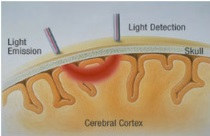 Light Detection
Light
Emission
Skull
Cerebral Cortex